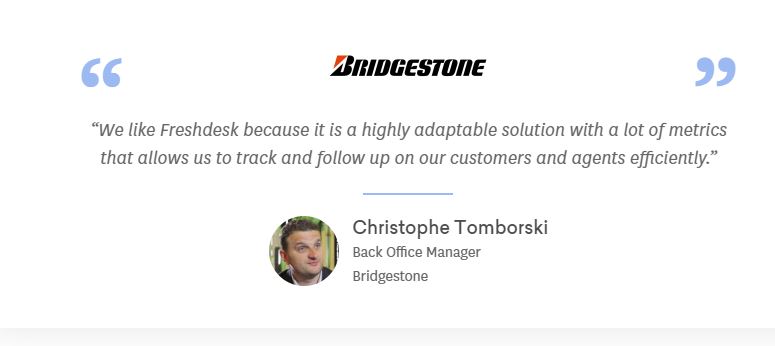 “ ”
BRIDGESTONE
“We like Freshdesk because it is a highly adaptable solution with a lot of metrics
that allows us to track and follow up on our customers and agents efficiently.”
Christophe Tomborski
Back Office Manager
Bridgestone